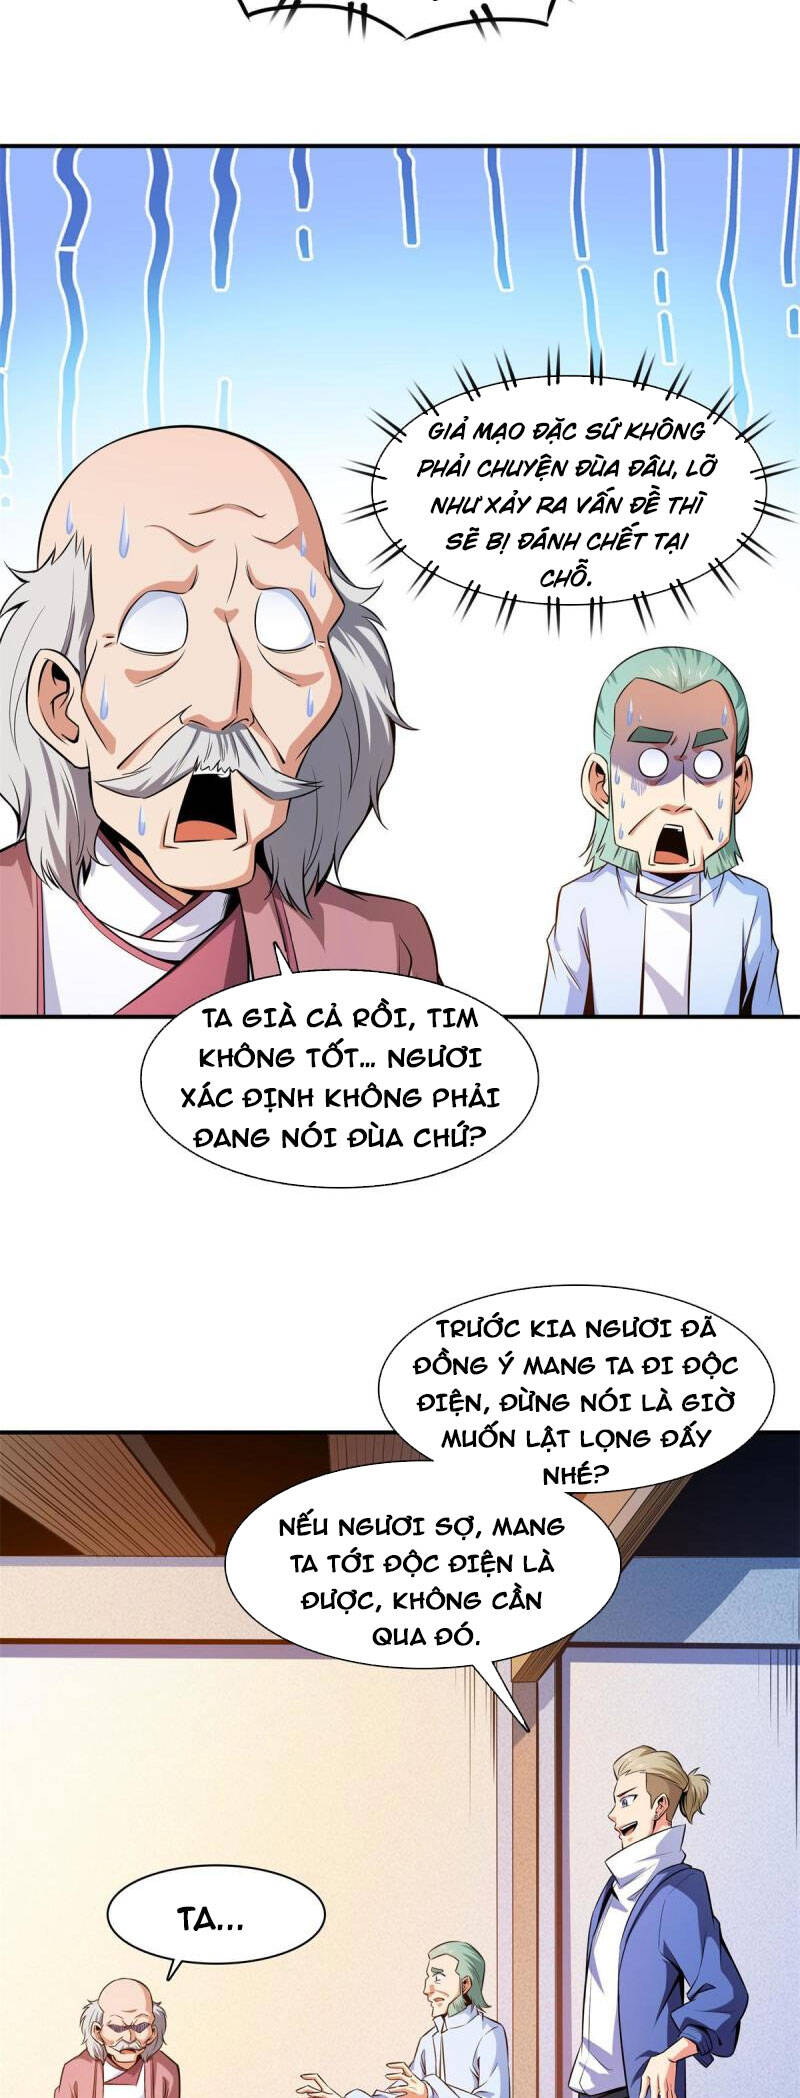 GIẢ MẠO ĐẶC SỨ KHÔNG
PHẢI CHUYỆN ĐÙA ĐÂU, LỠ
NHƯ XẢY RA VẤN ĐỀ THÌ
SẼ BỊ ĐÁNH CHẾT TẠI
CHỖ.
TA GIÀ CẢ RỒI, TIM
KHÔNG TỐT... NGƯƠI
XÁC ĐỊNH KHÔNG PHẢI
ĐANG NÓI ĐÙA CHỨ?
TRƯỚC KIA NGƯƠI ĐÃ
ĐỒNG Ý MANG TA ĐI ĐỘC
ĐIỆN, ĐỪNG NÓI LÀ GIỜ
MUỐN LẬT LỌNG ĐẤY
NHÉ?
NẾU NGƯƠI SỢ, MANG
TA TỚI ĐỘC ĐIỆN LÀ
ĐƯỢC, KHÔNG CẦN
QUA ĐÓ.
TA...